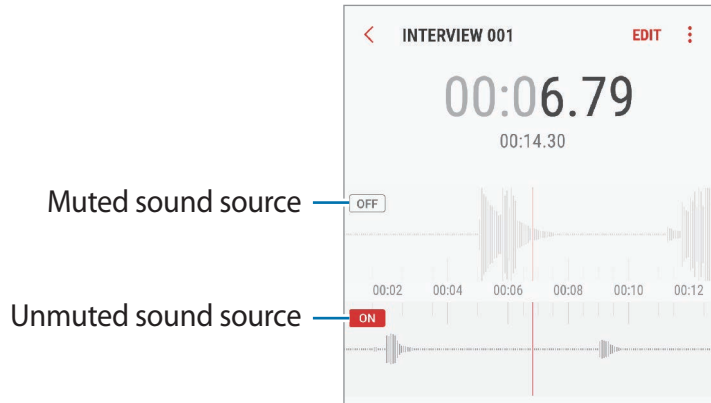 INTERVIEW 001 EDIT
00:06.79
00:14.30
Muted sound source OFF
00:02 00:04 00:06 00:08 00:10 00:12
Unmuted sound source ON